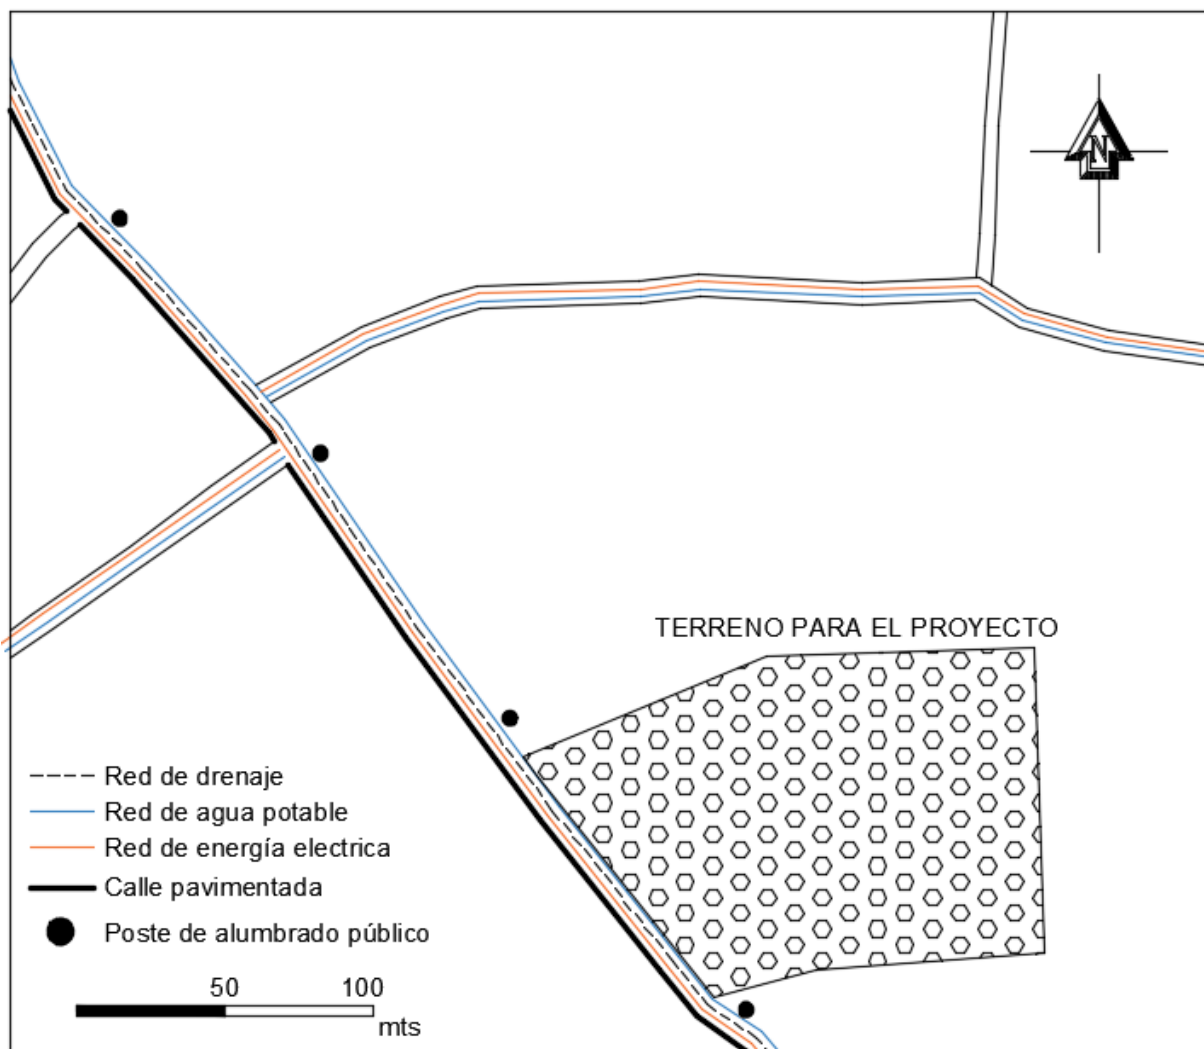 N
TERRENO PARA EL PROYECTO
Red de drenaje
Red de agua potable
Red de energía electrica
Calle pavimentada
Poste de alumbrado público
50 100
mts